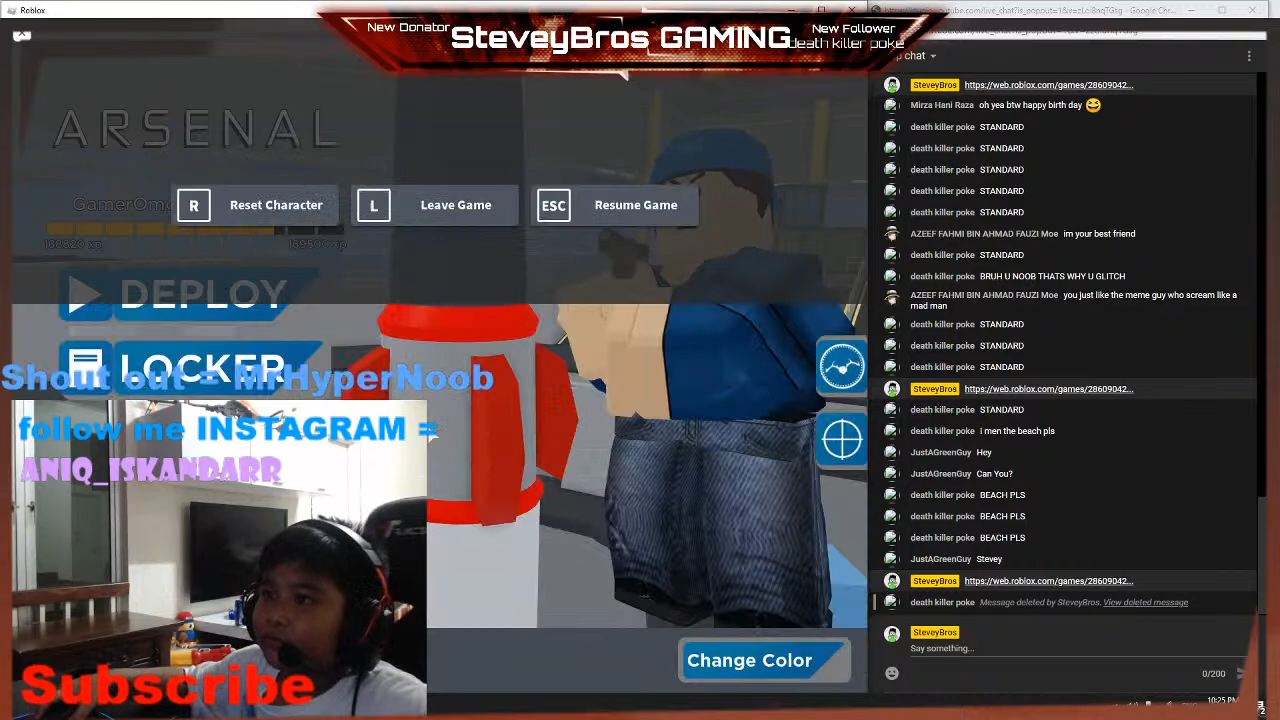 Roblox
New Donator
SteveyBros GAMING
New Follower
death killer poke
chat
ARSENAL
168820 xp
169500xp
R Reset Character
L Leave Game
ESC Resume Game
DEPLOY
LOCKER
Shout out = MrHyperNoob
follow me INSTAGRAM =
ANIQ_ISKANDARR
Subscribe
Change Color
SteveyBros https://web.roblox.com/games/28609042...
Mirza Hani Raza oh yea btw happy birth day 😆
death killer poke STANDARD
death killer poke STANDARD
death killer poke STANDARD
death killer poke STANDARD
death killer poke STANDARD
AZEEF FAHMI BIN AHMAD FAUZI Moe im your best friend
death killer poke STANDARD
death killer poke BRUH U NOOB THATS WHY U GLITCH
AZEEF FAHMI BIN AHMAD FAUZI Moe you just like the meme guy who scream like a
mad man
death killer poke STANDARD
death killer poke STANDARD
death killer poke STANDARD
SteveyBros https://web.roblox.com/games/28609042...
death killer poke STANDARD
death killer poke i men the beach pls
JustAGreenGuy Hey
JustAGreenGuy Can You?
death killer poke BEACH PLS
death killer poke BEACH PLS
death killer poke BEACH PLS
JustAGreenGuy Stevey
SteveyBros https://web.roblox.com/games/28609042...
death killer poke Message deleted by SteveyBros. View deleted message
SteveyBros
Say something...
0/200
10:25 PM